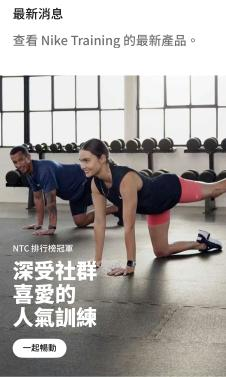 最新消息
查看 Nike Training 的最新產品。
NTC 排行榜冠軍
深受社群
喜愛的
人氣訓練
一起暢動